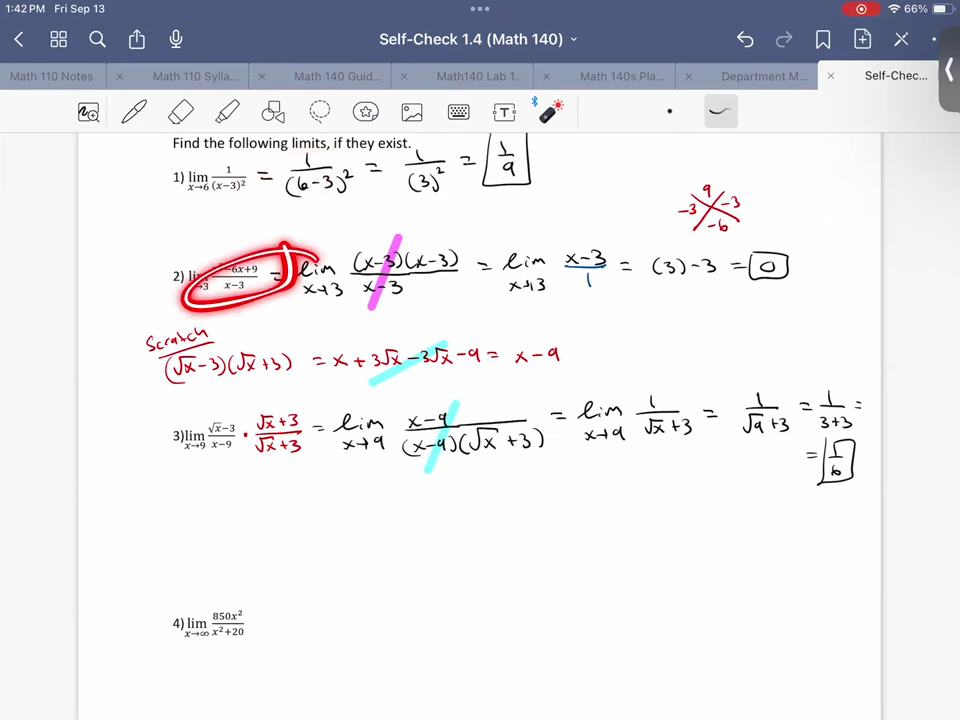 1:42 PM Fri Sep 13 66%
Self-Check 1.4 (Math 140)
Math 110 Notes Math 110 Sylla... Math 140 Guid... Math140 Lab 1... Math 140s Pla... Department M... Self-Chec...
Find the following limits, if they exist.
1) lim x→6 1/(x−3)² = 1/(6−3)² = 1/(3)² = 1/9
9
−3 −3
−6
2) →3 −6x+9/x−3 = lim x→3 (x−3)(x−3)/x−3 = lim x→3 x−3/1 = (3)−3 = 0
Scratch
(√x−3)(√x+3) = x + 3√x − 3√x − 9 = x − 9
3) lim x→9 √x−3/x−9 · √x+3/√x+3 = lim x→9 x−9/(x−9)(√x+3) = lim x→9 1/√x+3 = 1/√9+3 = 1/3+3 =
= 1/6
4) lim x→∞ 850x²/x²+20